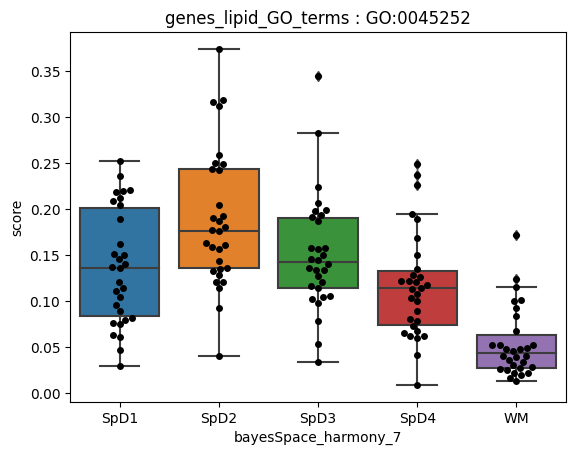 genes_lipid_GO_terms : GO:0045252
0.35
0.30
0.25
0.20
0.15
0.10
0.05
0.00
score
SpD1 SpD2 SpD3 SpD4 WM
bayesSpace_harmony_7